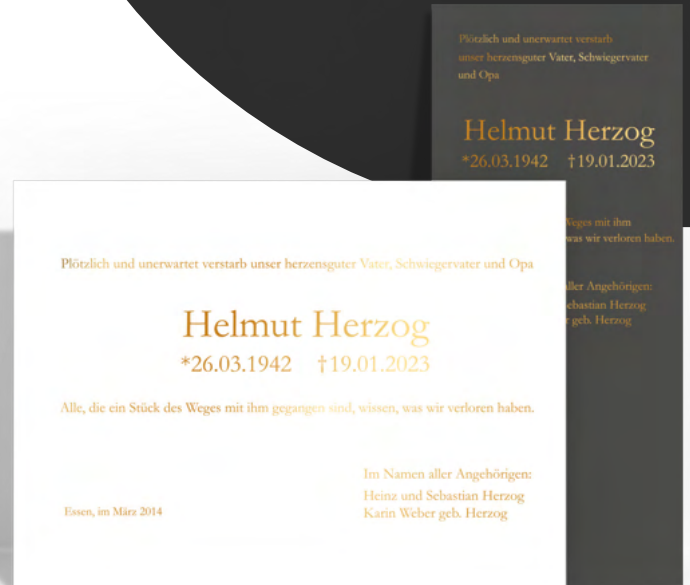 Plötzlich und unerwartet verstarb
unser herzensguter Vater, Schwiegervater
und Opa
Helmut Herzog
*26.03.1942 †19.01.2023
Weges mit ihm
was wir verloren haben.
aller Angehörigen:
ebastian Herzog
geb. Herzog
Plötzlich und unerwartet verstarb unser herzensguter Vater, Schwiegervater und Opa
Helmut Herzog
*26.03.1942 †19.01.2023
Alle, die ein Stück des Weges mit ihm gegangen sind, wissen, was wir verloren haben.
Im Namen aller Angehörigen:
Heinz und Sebastian Herzog
Essen, im März 2014
Karin Weber geb. Herzog